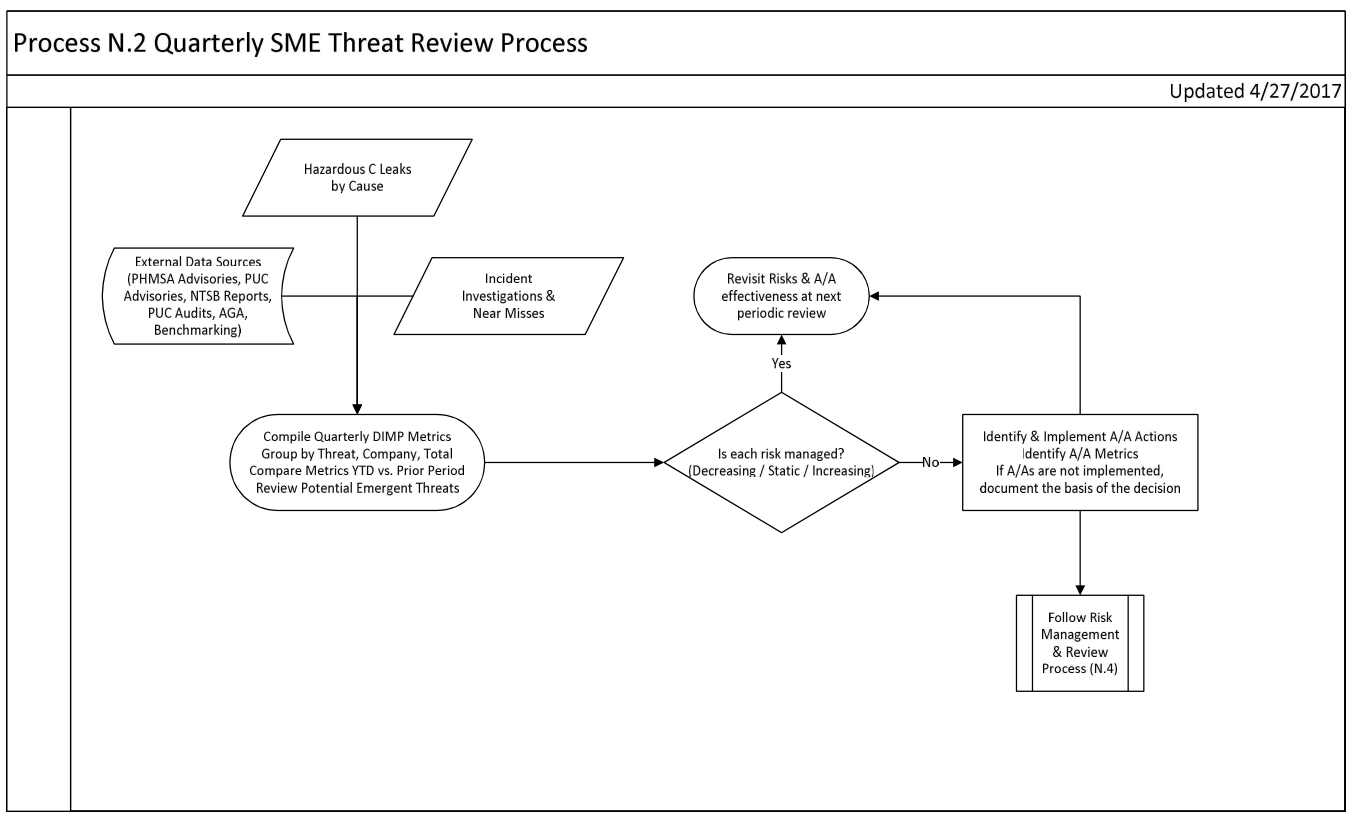 Process N.2 Quarterly SME Threat Review Process
Updated 4/27/2017
Hazardous C Leaks
by Cause
External Data Sources
(PHMSA Advisories, PUC
Advisories, NTSB Reports,
PUC Audits, AGA,
Benchmarking)
Incident
Investigations &
Near Misses
Revisit Risks & A/A
effectiveness at next
periodic review
Yes
Compile Quarterly DIMP Metrics
Group by Threat, Company, Total
Compare Metrics YTD vs. Prior Period
Review Potential Emergent Threats
Is each risk managed?
(Decreasing / Static / Increasing)
No
Identify & Implement A/A Actions
Identify A/A Metrics
If A/As are not implemented,
document the basis of the decision
Follow Risk
Management
& Review
Process (N.4)